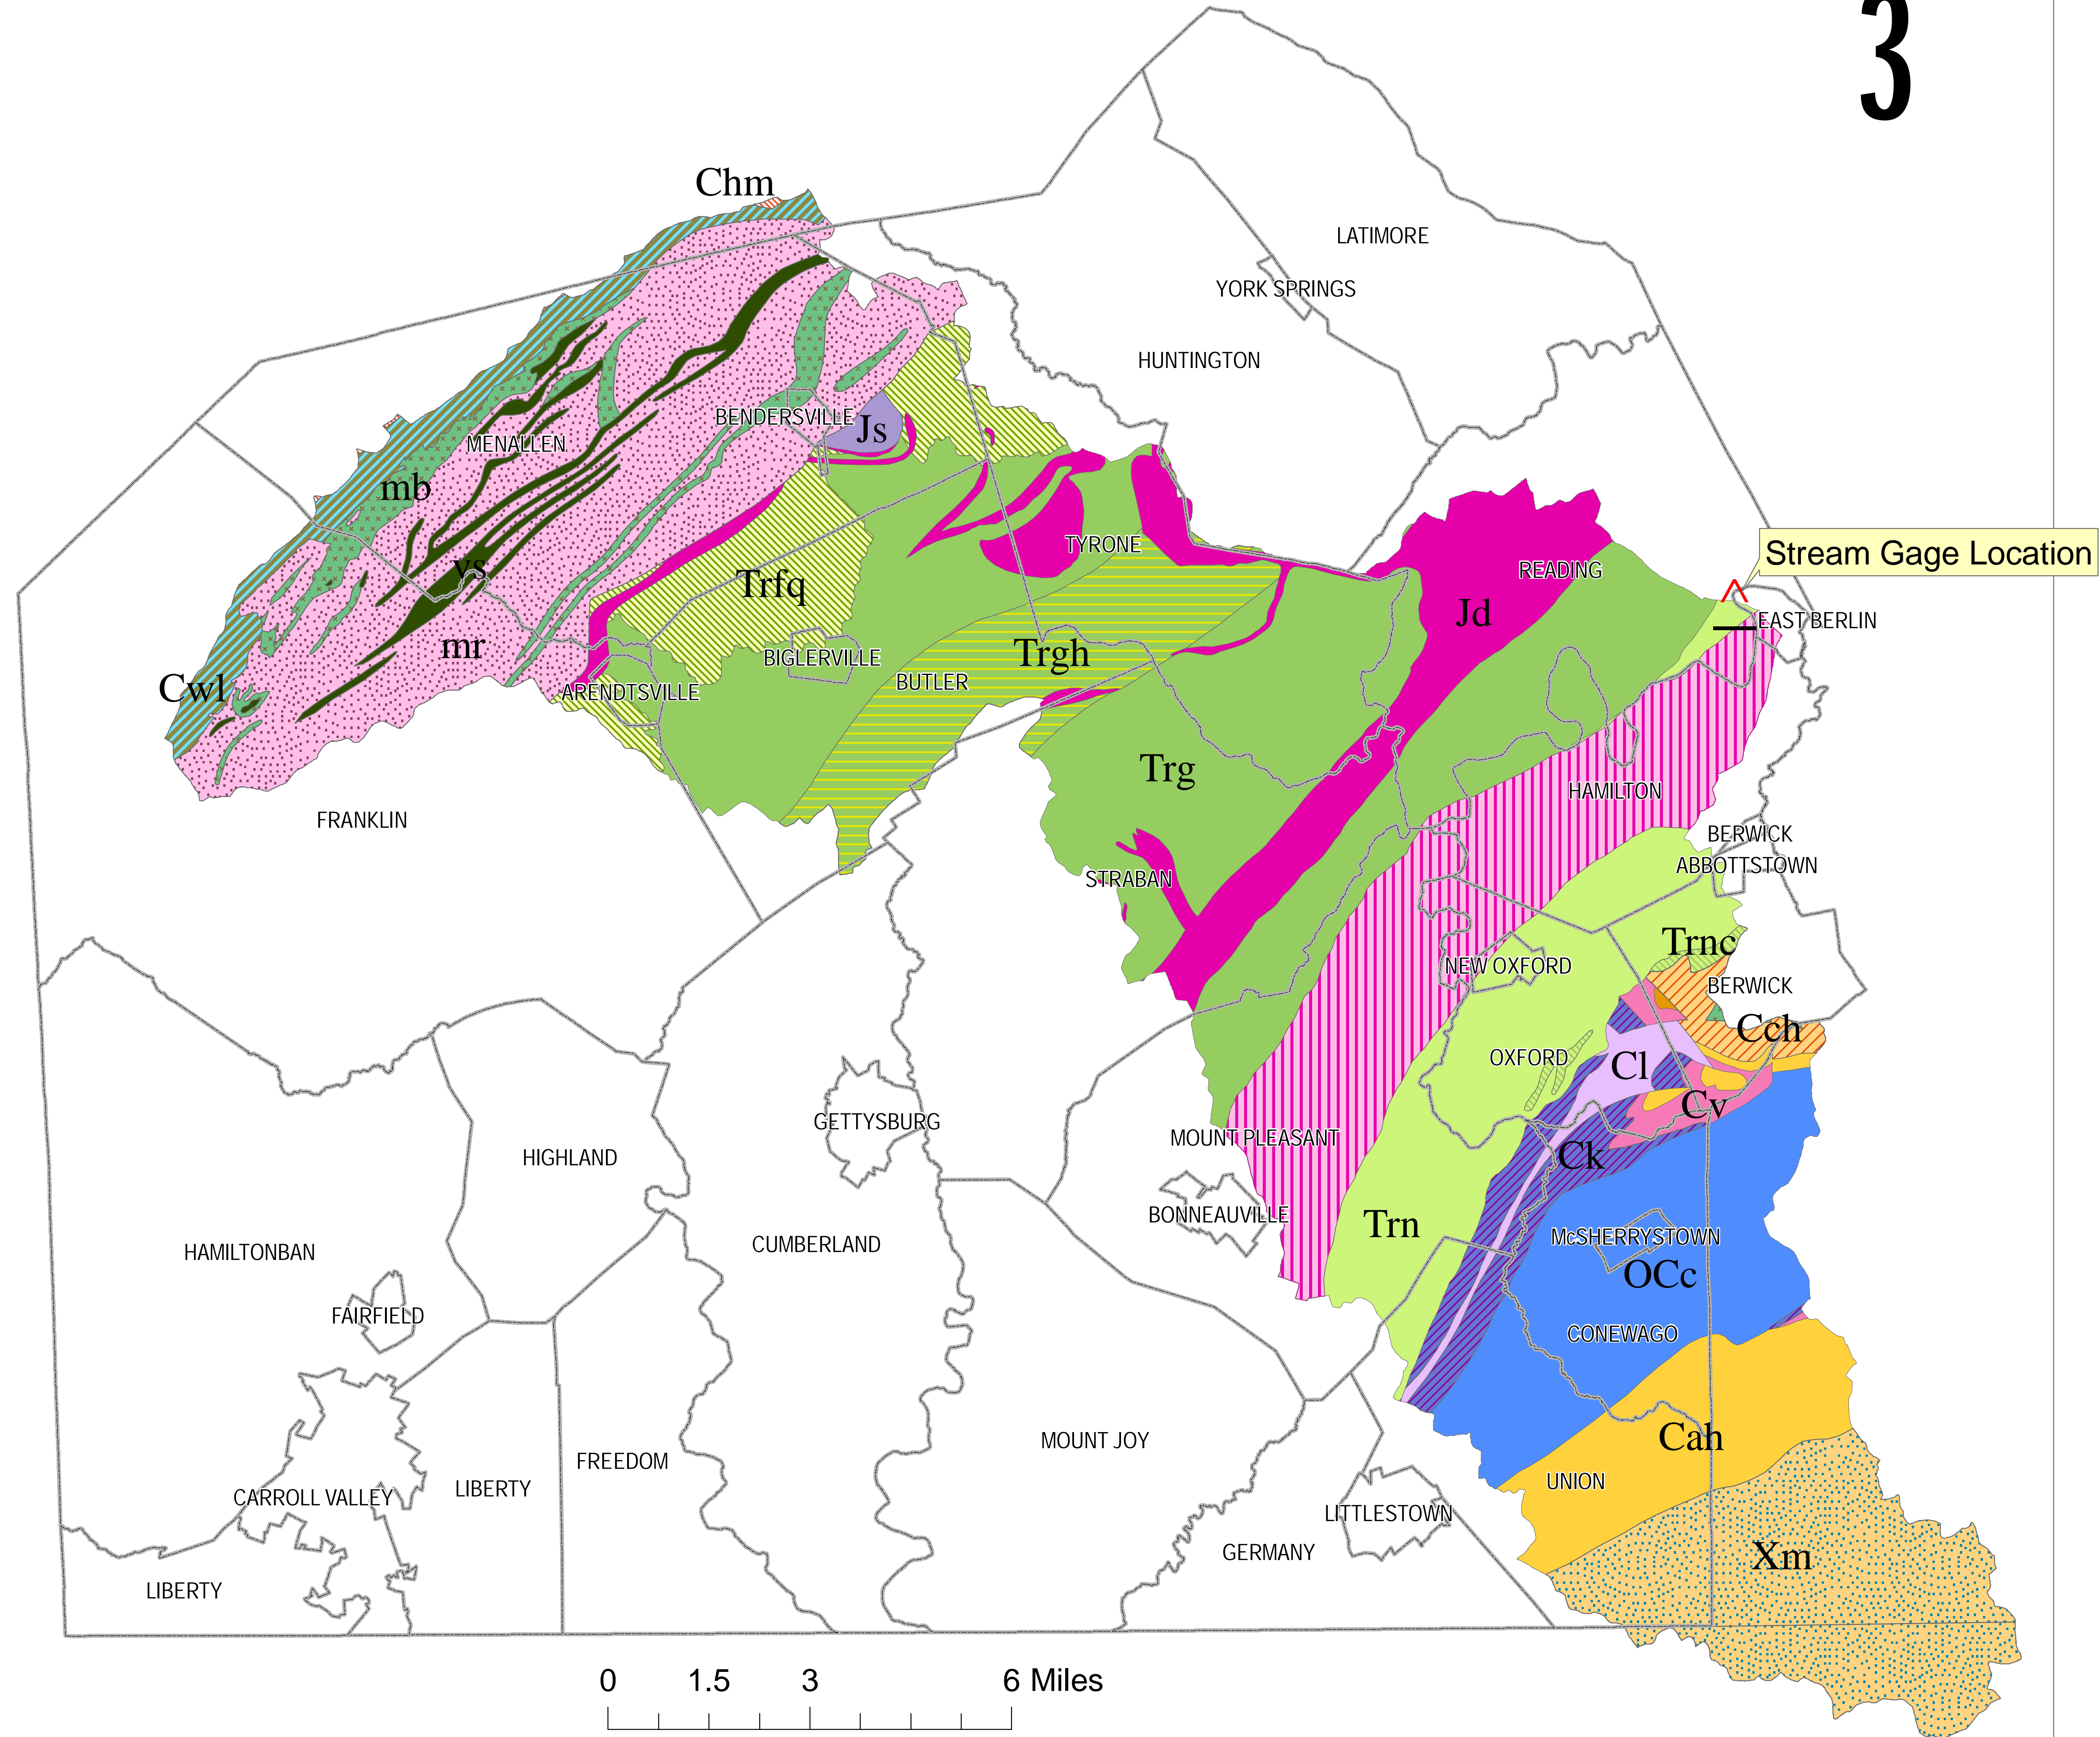 3
Chm
LATIMORE
YORK SPRINGS
HUNTINGTON
BENDERSVILLE
Js
MENALLEN
mb
TYRONE
Stream Gage Location
vs
READING
Trfq
Jd
EAST BERLIN
mr
Trgh
BIGLERVILLE
BUTLER
Cwl
ARENDTSVILLE
Trg
HAMILTON
FRANKLIN
BERWICK
ABBOTTSTOWN
STRABAN
Trnc
NEW OXFORD
BERWICK
Cch
OXFORD
Cl
Cv
GETTYSBURG
MOUNT PLEASANT
HIGHLAND
Ck
BONNEAUVILLE
Trn
McSHERRYSTOWN
CUMBERLAND
HAMILTONBAN
OCc
FAIRFIELD
CONEWAGO
MOUNT JOY
Cah
FREEDOM
UNION
LIBERTY
CARROLL VALLEY
LITTLESTOWN
GERMANY
Xm
LIBERTY
0 1.5 3 6 Miles